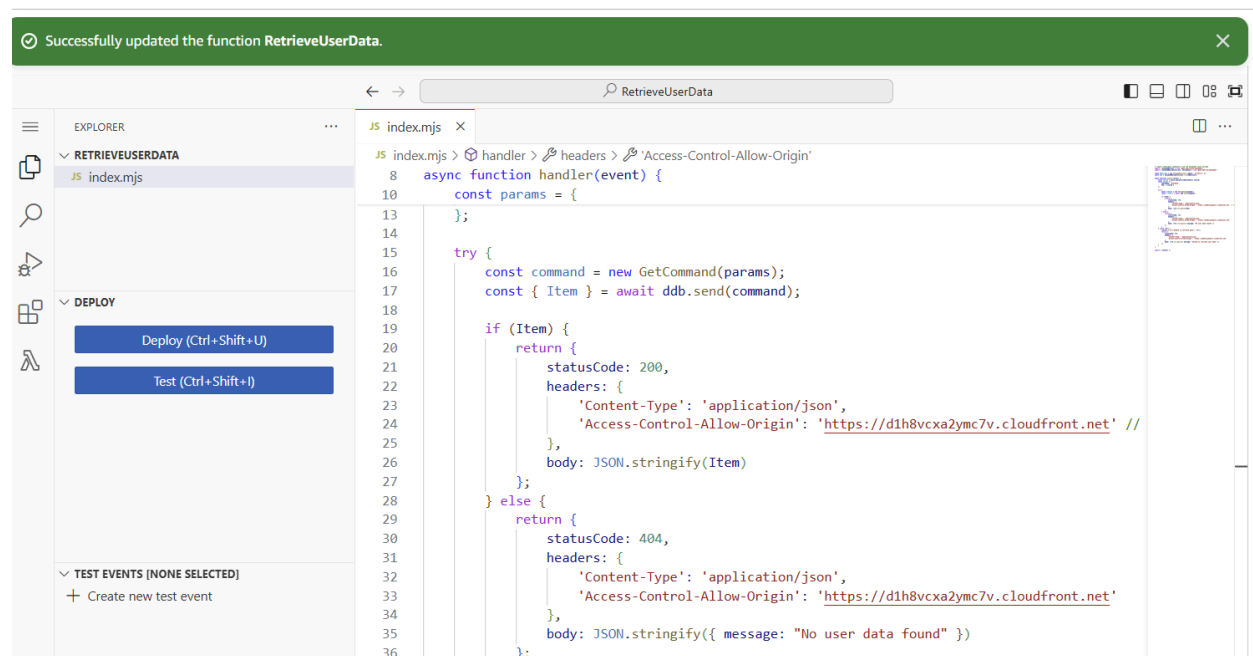 Successfully updated the function RetrieveUserData.
RetrieveUserData
EXPLORER
RETRIEVEUSERDATA
JS index.mjs
DEPLOY
Deploy (Ctrl+Shift+U)
Test (Ctrl+Shift+I)
TEST EVENTS [NONE SELECTED]
Create new test event
JS index.mjs
JS index.mjs > handler > headers > 'Access-Control-Allow-Origin'
8 async function handler(event) {
10 const params = {
13 };
14
15 try {
16 const command = new GetCommand(params);
17 const { Item } = await ddb.send(command);
18
19 if (Item) {
20 return {
21 statusCode: 200,
22 headers: {
23 'Content-Type': 'application/json',
24 'Access-Control-Allow-Origin': 'https://d1h8vcxa2ymc7v.cloudfront.net' //
25 },
26 body: JSON.stringify(Item)
27 };
28 } else {
29 return {
30 statusCode: 404,
31 headers: {
32 'Content-Type': 'application/json',
33 'Access-Control-Allow-Origin': 'https://d1h8vcxa2ymc7v.cloudfront.net'
34 },
35 body: JSON.stringify({ message: "No user data found" })
36 };